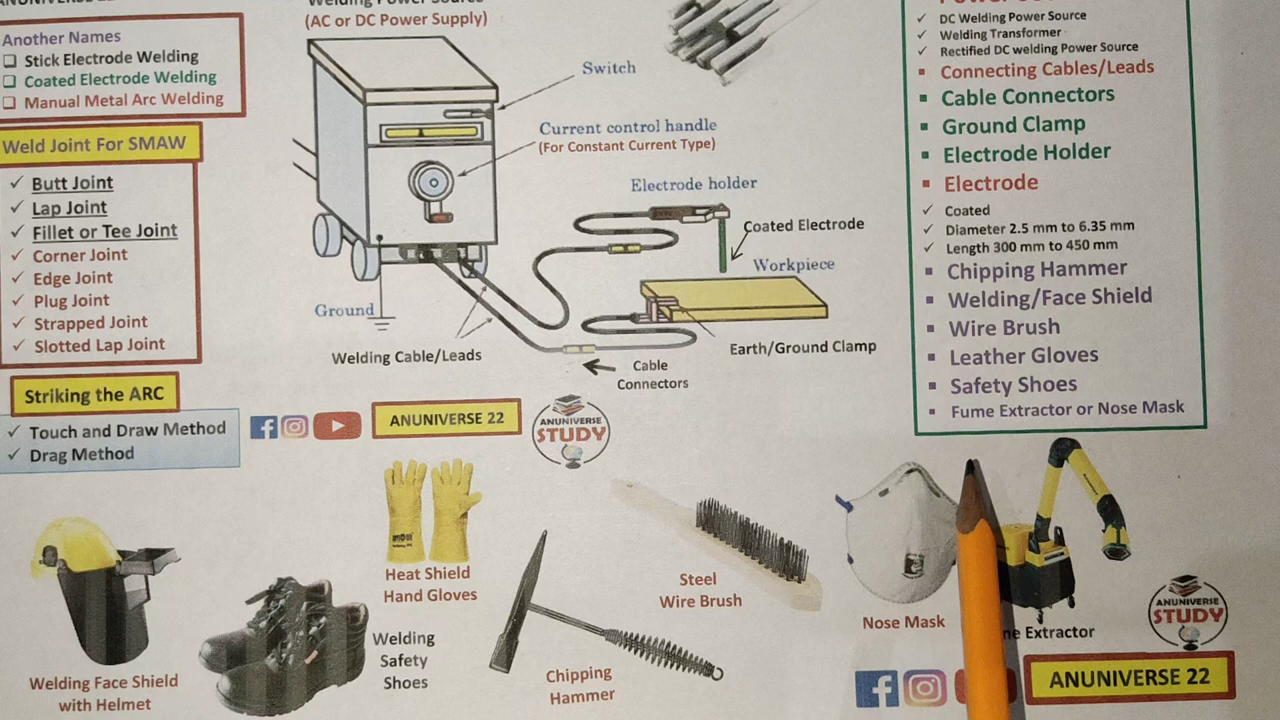 ANUNIVERSE 22
Another Names
Stick Electrode Welding
Coated Electrode Welding
Manual Metal Arc Welding
Weld Joint For SMAW
Butt Joint
Lap Joint
Fillet or Tee Joint
Corner Joint
Edge Joint
Plug Joint
Strapped Joint
Slotted Lap Joint
Striking the ARC
Touch and Draw Method
Drag Method
Welding Power Source
(AC or DC Power Supply)
Switch
Current control handle
(For Constant Current Type)
Electrode holder
Coated Electrode
Workpiece
Ground
Welding Cable/Leads
Earth/Ground Clamp
Cable
Connectors
ANUNIVERSE 22
ANUNIVERSE
STUDY
DC Welding Power Source
Welding Transformer
Rectified DC welding Power Source
Connecting Cables/Leads
Cable Connectors
Ground Clamp
Electrode Holder
Electrode
Coated
Diameter 2.5 mm to 6.35 mm
Length 300 mm to 450 mm
Chipping Hammer
Welding/Face Shield
Wire Brush
Leather Gloves
Safety Shoes
Fume Extractor or Nose Mask
Welding Face Shield
with Helmet
Welding
Safety
Shoes
Heat Shield
Hand Gloves
Chipping
Hammer
Steel
Wire Brush
Nose Mask
Extractor
ANUNIVERSE
STUDY
ANUNIVERSE 22